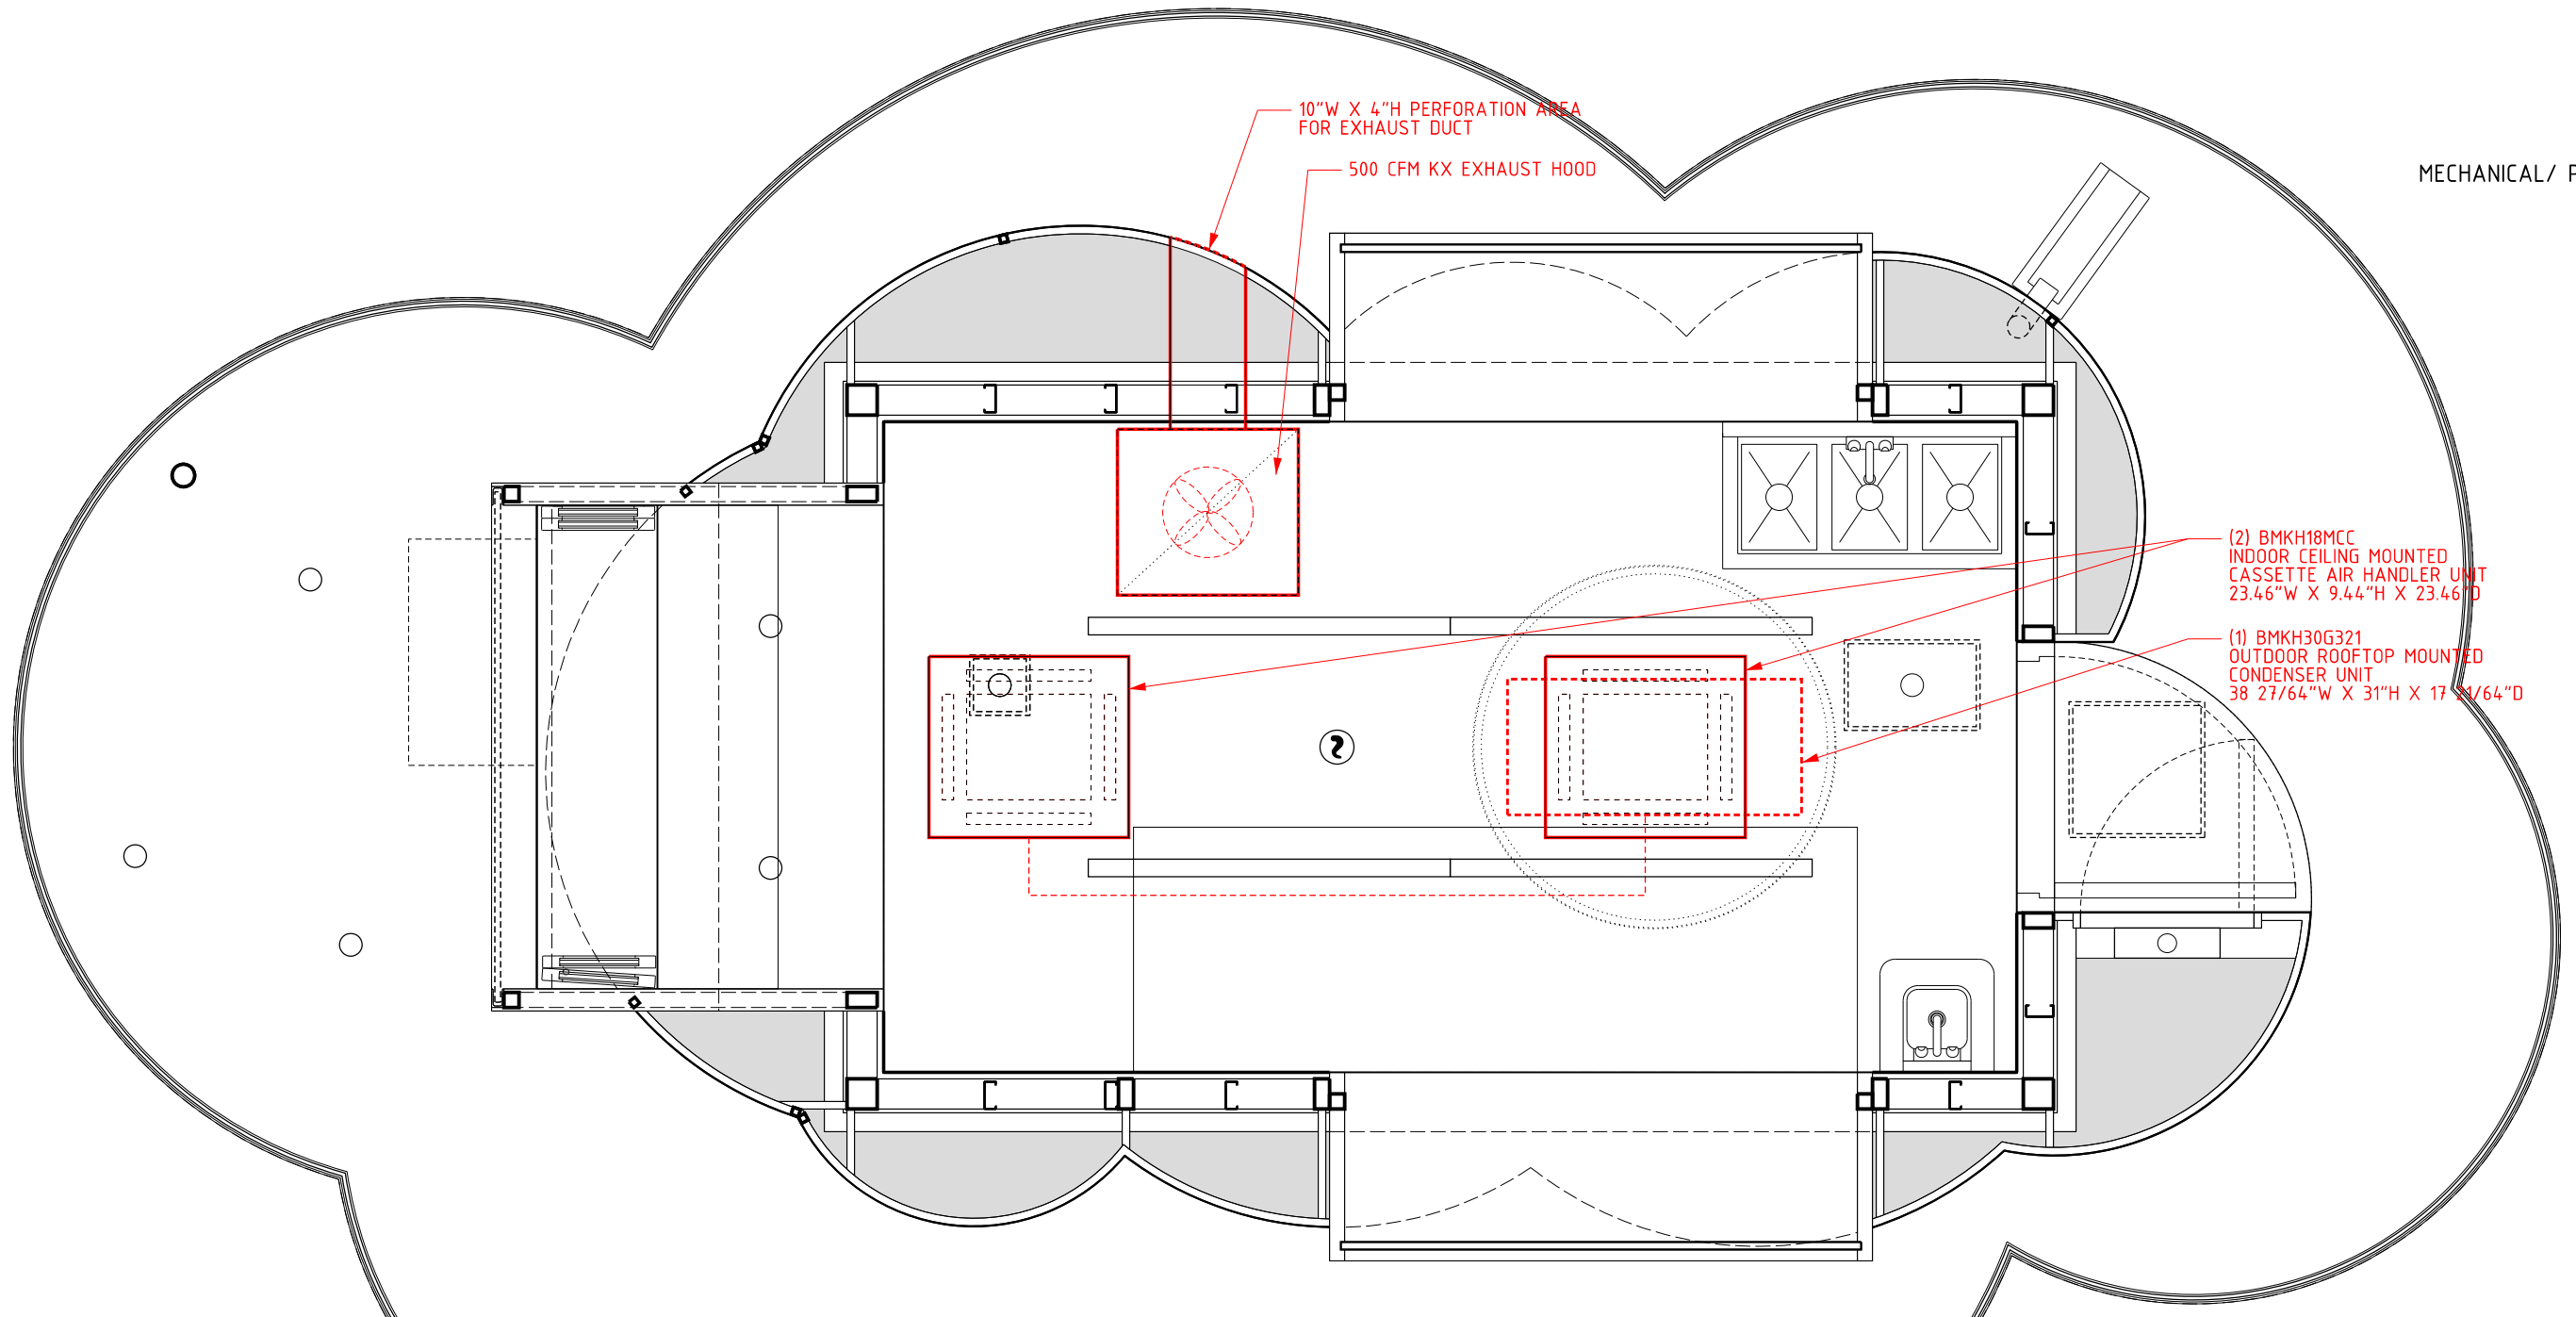 10"W X 4"H PERFORATION AREA
FOR EXHAUST DUCT
500 CFM KX EXHAUST HOOD
MECHANICAL/ P
(2) BMKH18MCC
INDOOR CEILING MOUNTED
CASSETTE AIR HANDLER UNIT
23.46"W X 9.44"H X 23.46"D
(1) BMKH30G321
OUTDOOR ROOFTOP MOUNTED
CONDENSER UNIT
38 27/64"W X 31"H X 17 21/64"D
2